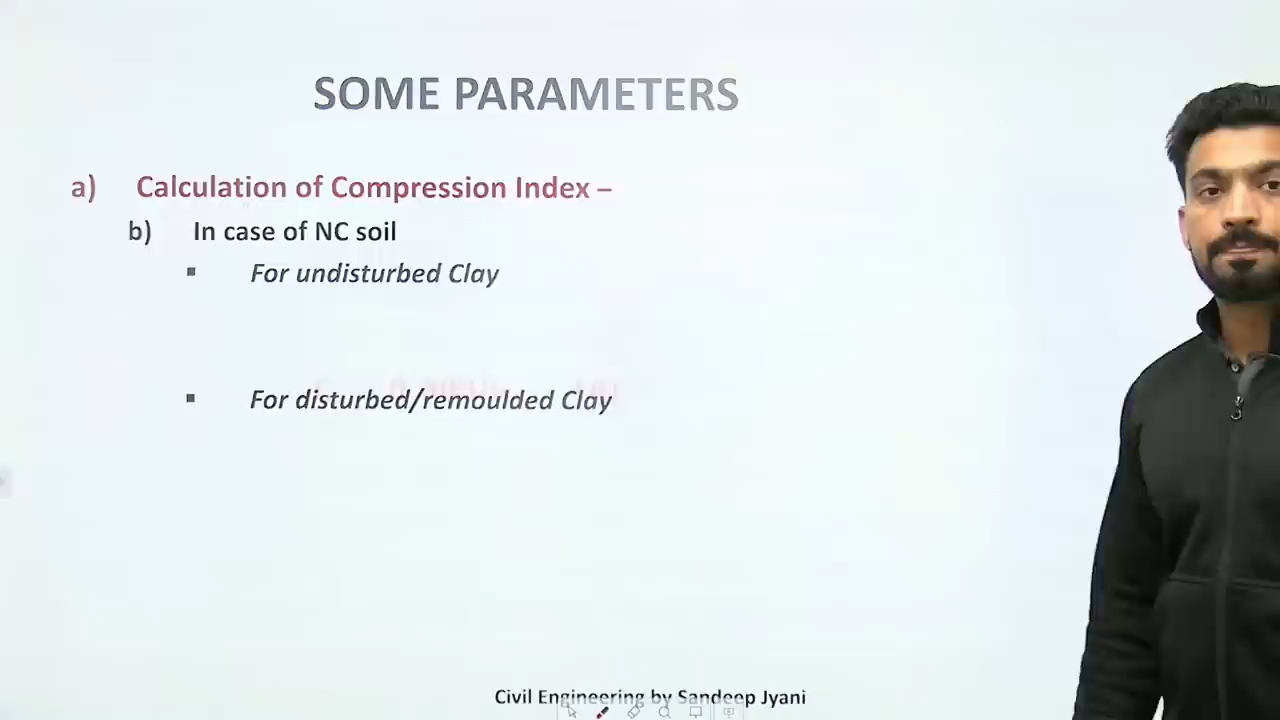 SOME PARAMETERS
a) Calculation of Compression Index –
b) In case of NC soil
▪ For undisturbed Clay
▪ For disturbed/remoulded Clay
Civil Engineering by Sandeep Jyani